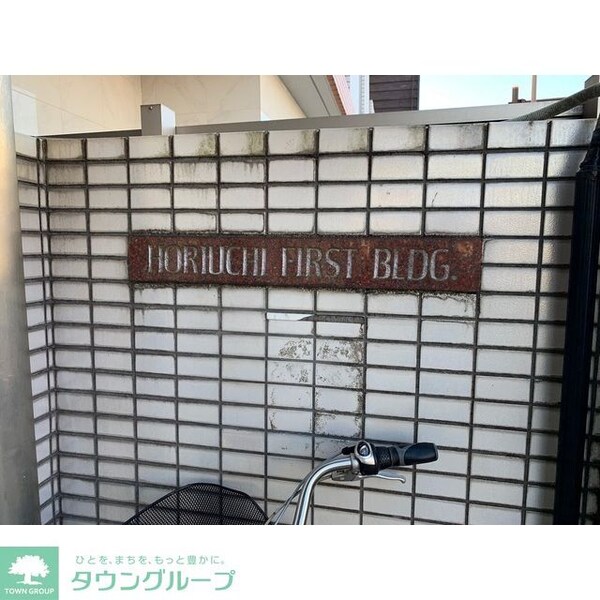 HORIUCHI FIRST BLDG.
ひとを、まちを、もっと豊かに。
TOWN GROUP
タウングループ